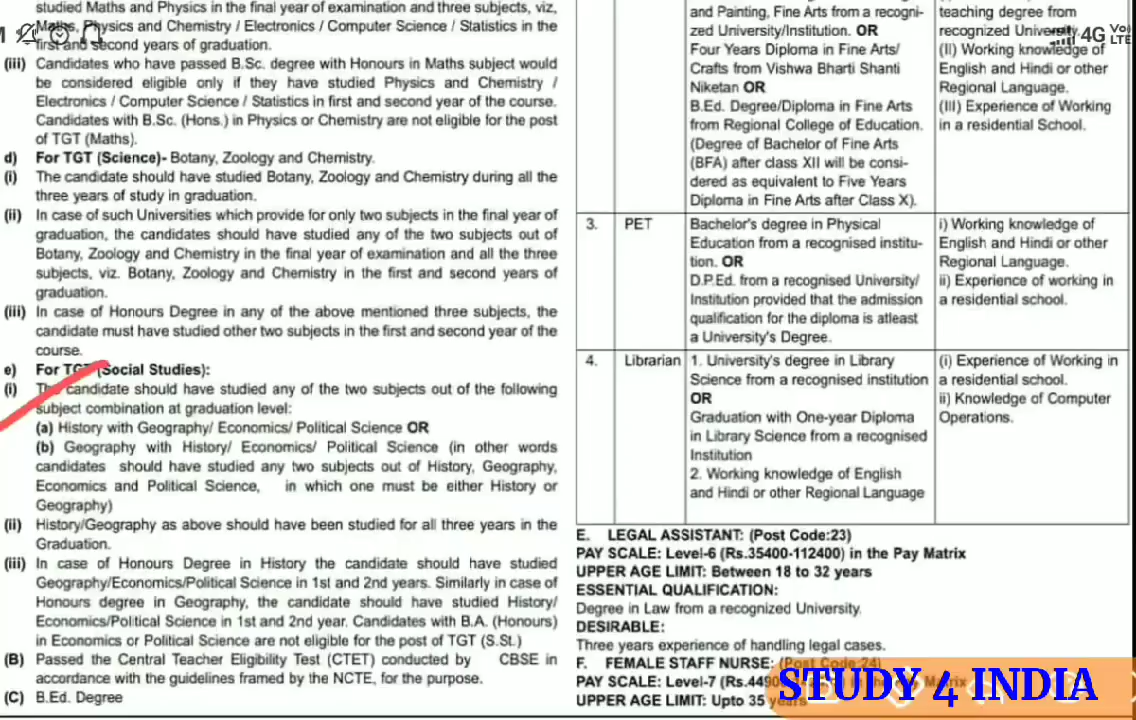 studied Maths and Physics in the final year of examination and three subjects, viz,
Maths, Physics and Chemistry / Electronics / Computer Science / Statistics in the
first and second years of graduation.
(iii) Candidates who have passed B.Sc. degree with Honours in Maths subject would
be considered eligible only if they have studied Physics and Chemistry /
Electronics / Computer Science / Statistics in first and second year of the course.
Candidates with B.Sc. (Hons.) in Physics or Chemistry are not eligible for the post
of TGT (Maths).
d) For TGT (Science)- Botany, Zoology and Chemistry.
(i) The candidate should have studied Botany, Zoology and Chemistry during all the
three years of study in graduation.
(ii) In case of such Universities which provide for only two subjects in the final year of
graduation, the candidates should have studied any of the two subjects out of
Botany, Zoology and Chemistry in the final year of examination and all the three
subjects, viz. Botany, Zoology and Chemistry in the first and second years of
graduation.
(iii) In case of Honours Degree in any of the above mentioned three subjects, the
candidate must have studied other two subjects in the first and second year of the
course.
e) For TGT (Social Studies):
(i) The candidate should have studied any of the two subjects out of the following
subject combination at graduation level:
(a) History with Geography/ Economics/ Political Science OR
(b) Geography with History/ Economics/ Political Science (in other words
candidates should have studied any two subjects out of History, Geography,
Economics and Political Science, in which one must be either History or
Geography)
(ii) History/Geography as above should have been studied for all three years in the
Graduation.
(iii) In case of Honours Degree in History the candidate should have studied
Geography/Economics/Political Science in 1st and 2nd years. Similarly in case of
Honours degree in Geography, the candidate should have studied History/
Economics/Political Science in 1st and 2nd year. Candidates with B.A. (Honours)
in Economics or Political Science are not eligible for the post of TGT (S.St.)
(B) Passed the Central Teacher Eligibility Test (CTET) conducted by CBSE in
accordance with the guidelines framed by the NCTE, for the purpose.
(C) B.Ed. Degree
and Painting, Fine Arts from a recogni-
zed University/Institution. OR
Four Years Diploma in Fine Arts/
Crafts from Vishwa Bharti Shanti
Niketan OR
B.Ed. Degree/Diploma in Fine Arts
from Regional College of Education.
(Degree of Bachelor of Fine Arts
(BFA) after class XII will be consi-
dered as equivalent to Five Years
Diploma in Fine Arts after Class X).
teaching degree from
recognized University.
(II) Working knowledge of
English and Hindi or other
Regional Language.
(III) Experience of Working
in a residential School.
4G Vo) LTE
3. PET
Bachelor's degree in Physical
Education from a recognised institu-
tion. OR
D.P.Ed. from a recognised University/
Institution provided that the admission
qualification for the diploma is atleast
a University's Degree.
i) Working knowledge of
English and Hindi or other
Regional Language.
ii) Experience of working in
a residential school.
4. Librarian
1. University's degree in Library
Science from a recognised institution
OR
Graduation with One-year Diploma
in Library Science from a recognised
Institution
2. Working knowledge of English
and Hindi or other Regional Language
(i) Experience of Working in
a residential school.
ii) Knowledge of Computer
Operations.
E. LEGAL ASSISTANT: (Post Code:23)
PAY SCALE: Level-6 (Rs.35400-112400) in the Pay Matrix
UPPER AGE LIMIT: Between 18 to 32 years
ESSENTIAL QUALIFICATION:
Degree in Law from a recognized University.
DESIRABLE:
Three years experience of handling legal cases.
F. FEMALE STAFF NURSE: (Post Code:24)
PAY SCALE: Level-7 (Rs.4490
UPPER AGE LIMIT: Upto 35 years
STUDY 4 INDIA